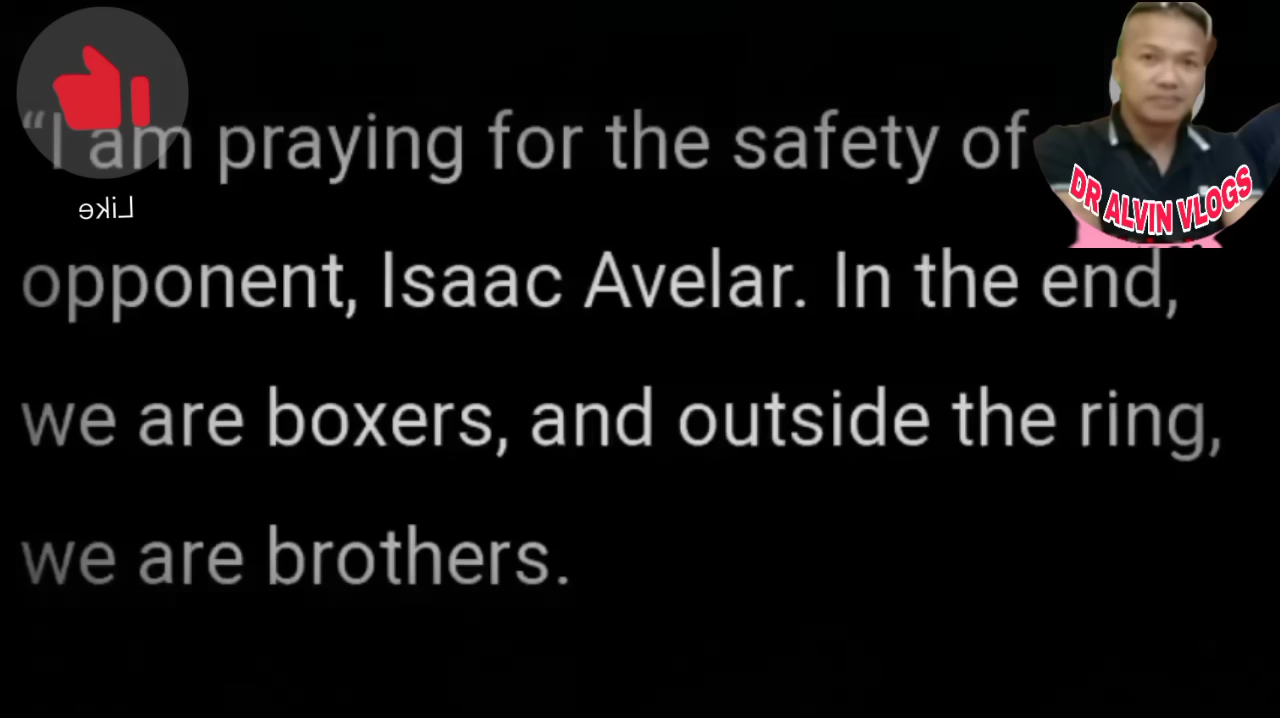 “I am praying for the safety of
opponent, Isaac Avelar. In the end,
we are boxers, and outside the ring,
we are brothers.
Like
DR ALVIN VLOGS